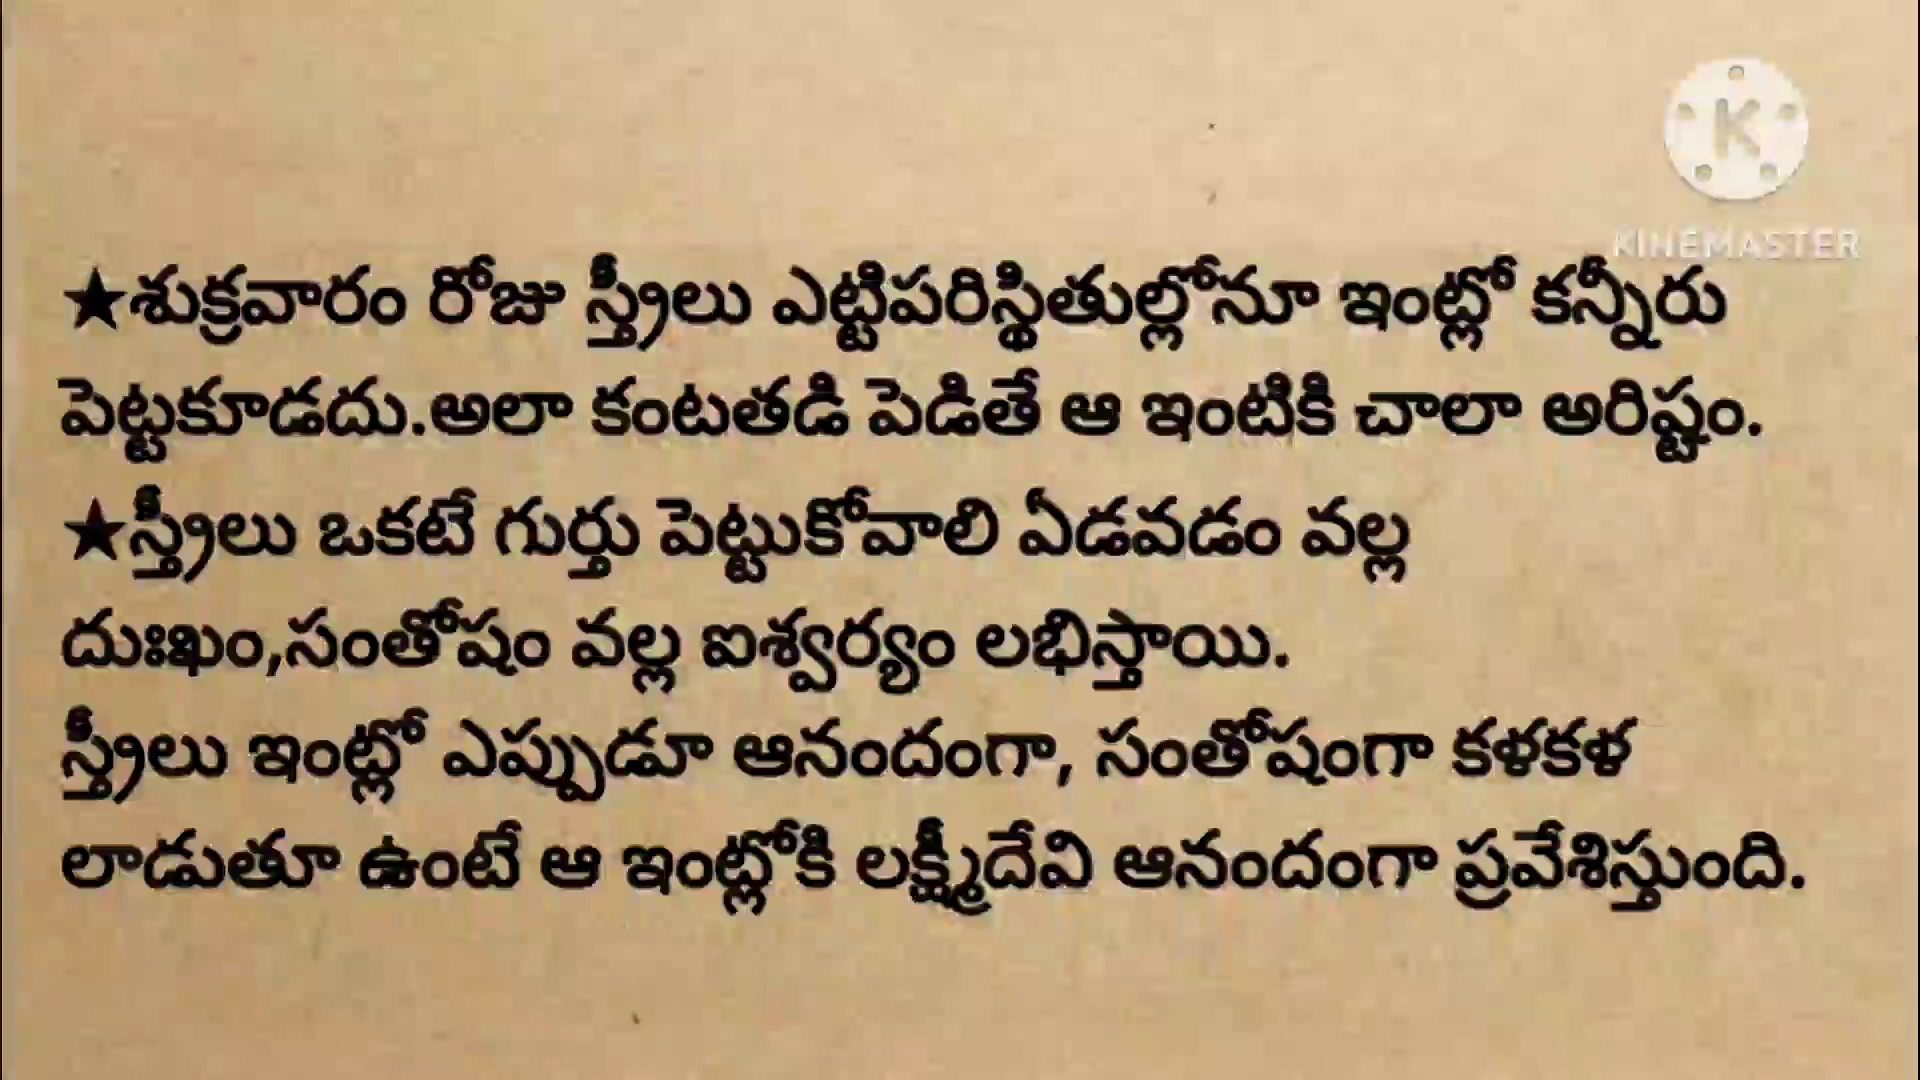 KINEMASTER
★శుక్రవారం రోజు స్త్రీలు ఎట్టిపరిస్థితుల్లోనూ ఇంట్లో కన్నీరు
పెట్టకూడదు.అలా కంటతడి పెడితే ఆ ఇంటికి చాలా అరిష్టం.
★స్త్రీలు ఒకటే గుర్తు పెట్టుకోవాలి ఏడవడం వల్ల
దుఃఖం,సంతోషం వల్ల ఐశ్వర్యం లభిస్తాయి.
స్త్రీలు ఇంట్లో ఎప్పుడూ ఆనందంగా, సంతోషంగా కళకళ
లాడుతూ ఉంటే ఆ ఇంట్లోకి లక్ష్మీదేవి ఆనందంగా ప్రవేశిస్తుంది.